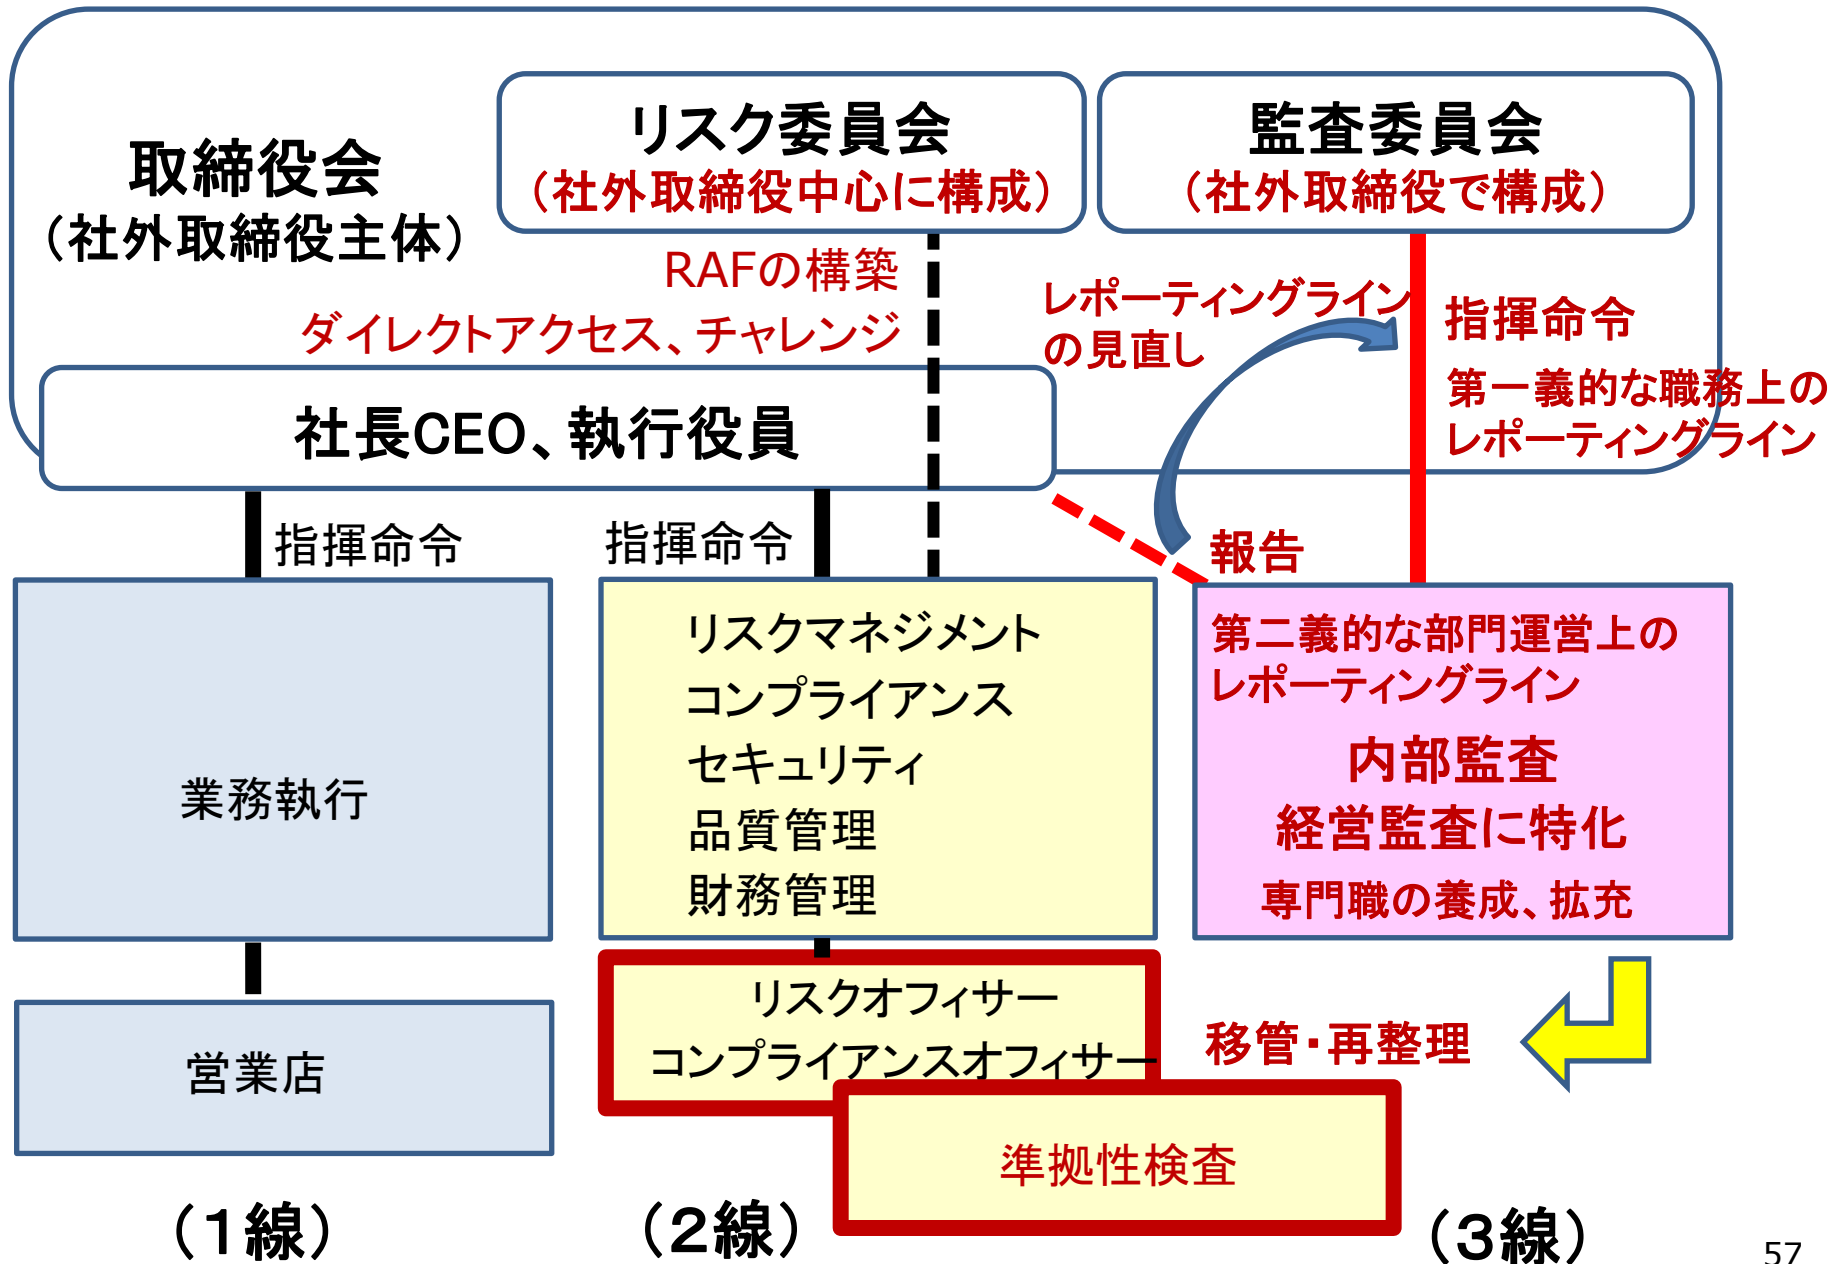 取締役会
（社外取締役主体）
リスク委員会
（社外取締役中心に構成）
監査委員会
（社外取締役で構成）
RAFの構築
ダイレクトアクセス、チャレンジ
レポーティングライン
の見直し
指揮命令
第一義的な職務上の
レポーティングライン
社長CEO、執行役員
指揮命令
指揮命令
報告
業務執行
リスクマネジメント
コンプライアンス
セキュリティ
品質管理
財務管理
第二義的な部門運営上の
レポーティングライン
内部監査
経営監査に特化
専門職の養成、拡充
営業店
リスクオフィサー
コンプライアンスオフィサー
移管・再整理
準拠性検査
（１線）
（２線）
（３線）
57